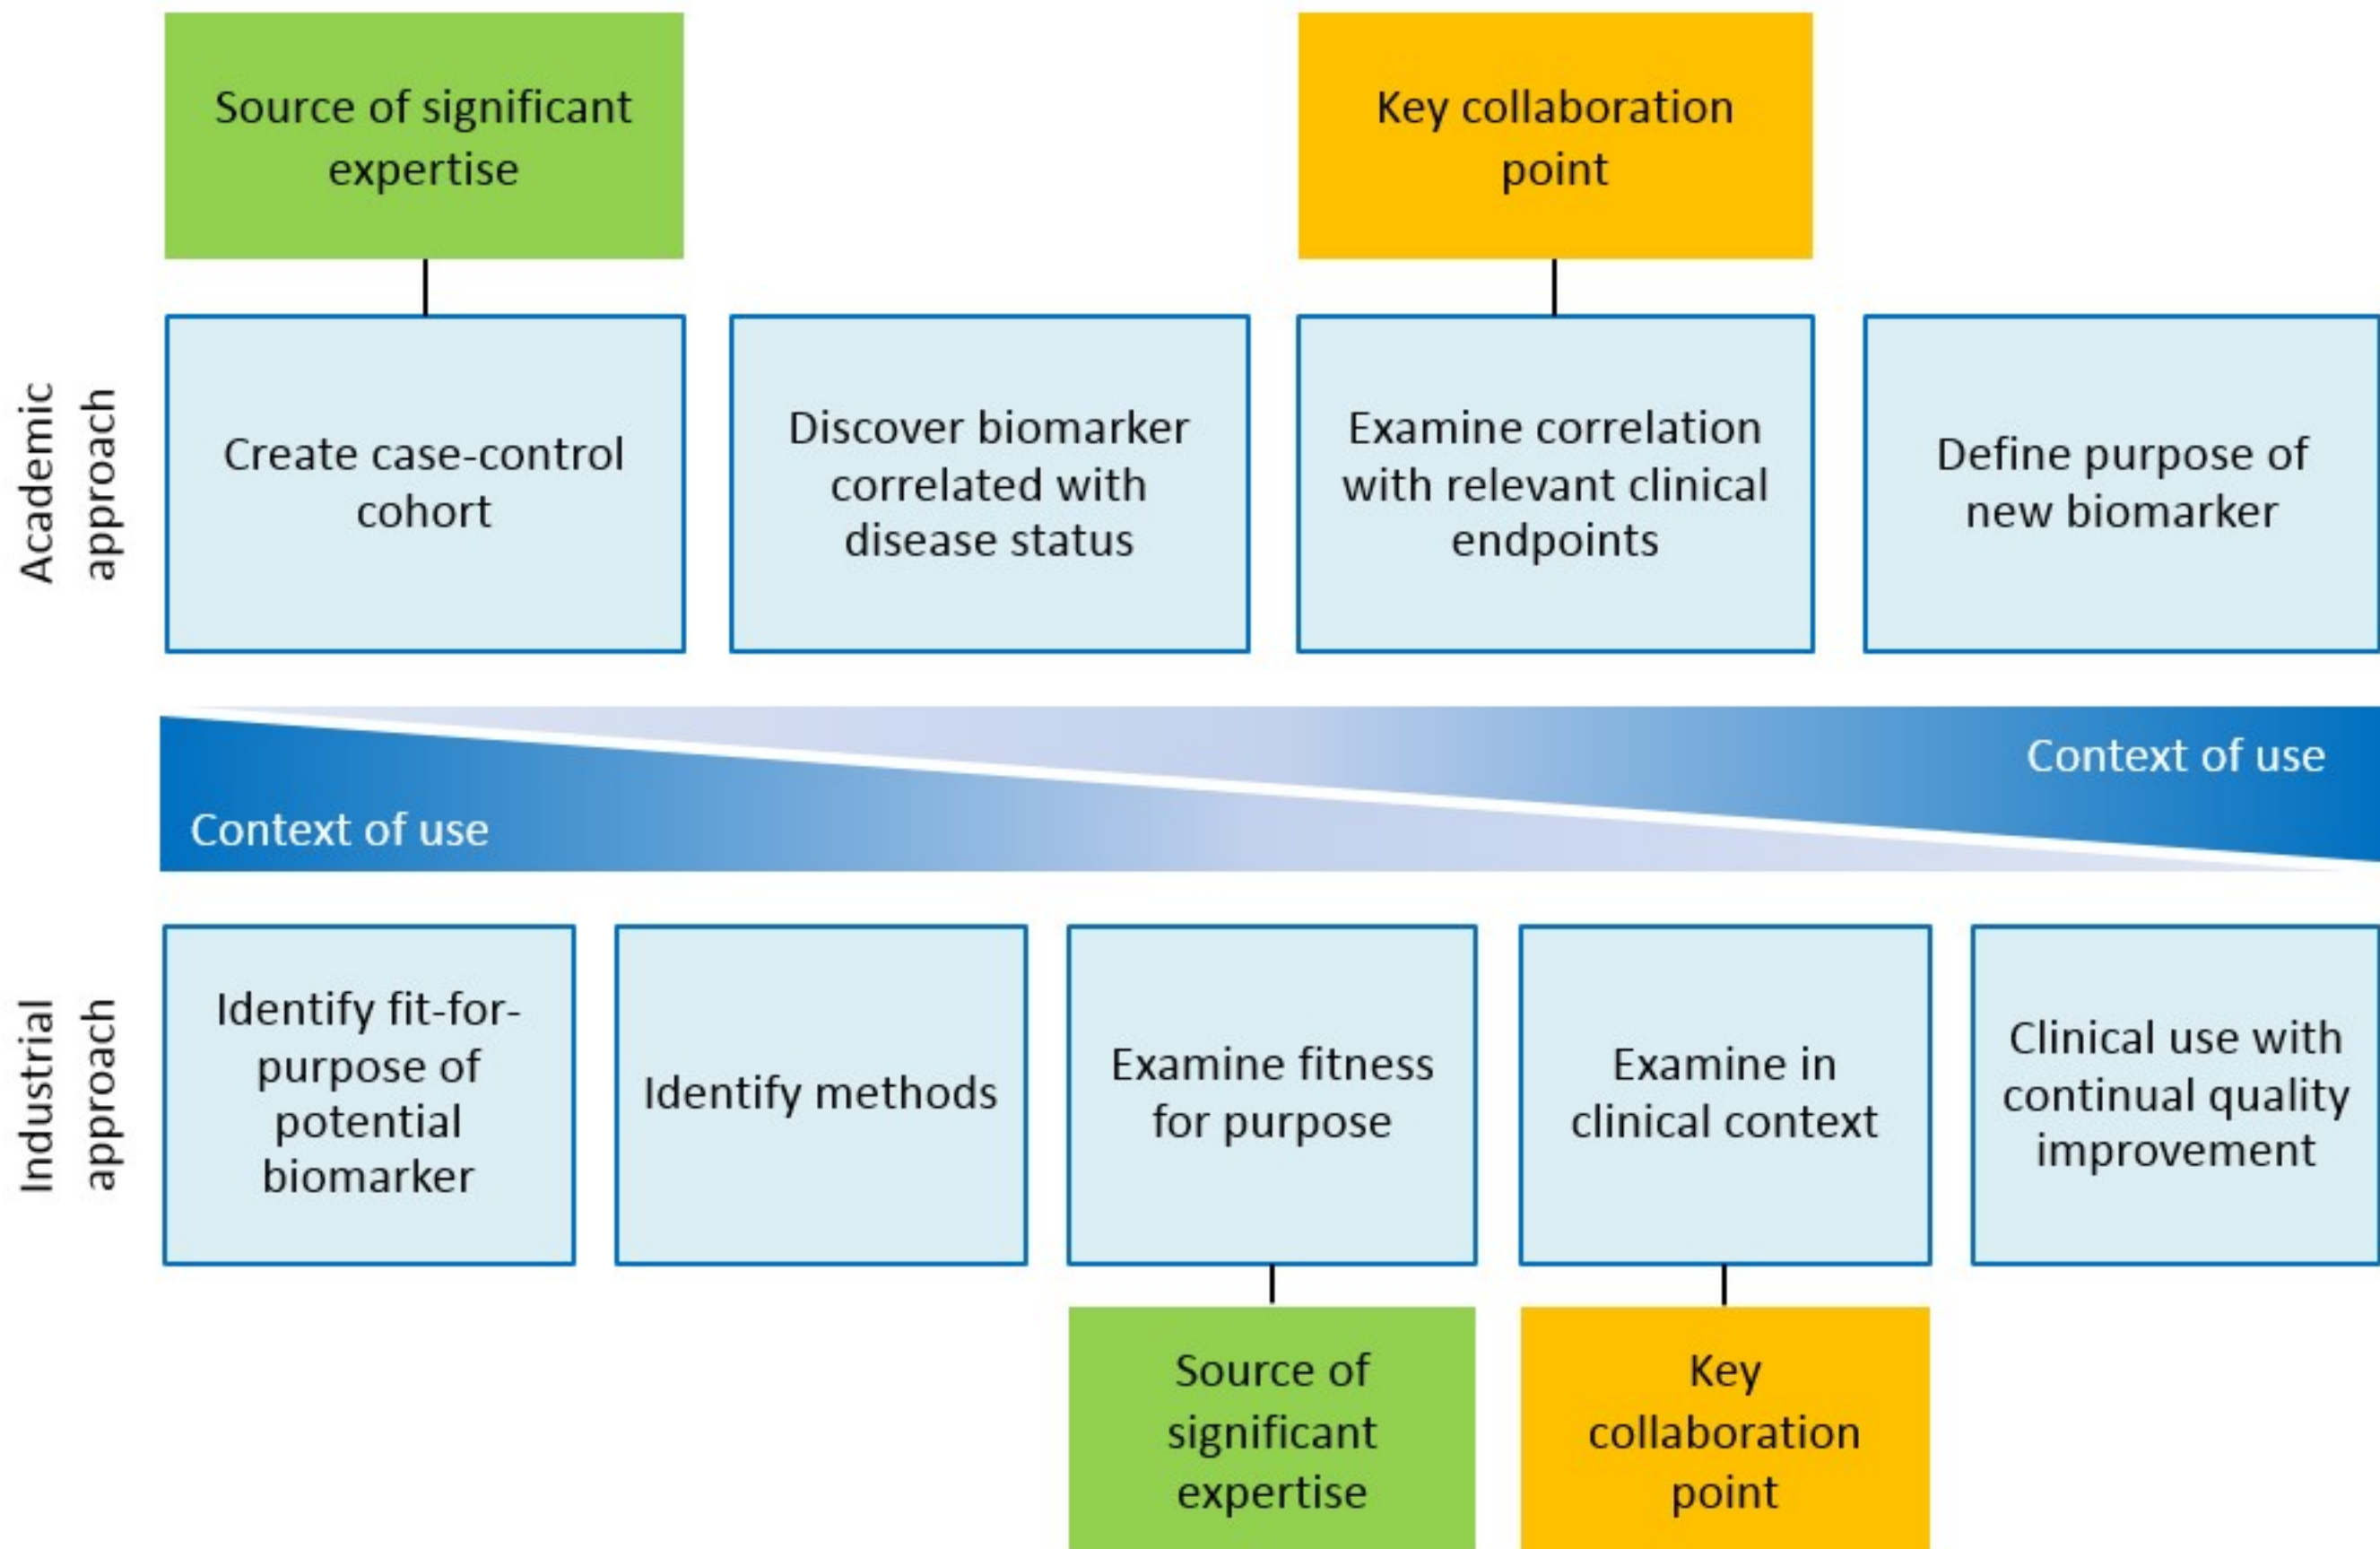 Source of significant
expertise
Key collaboration
point
Academic
approach
Create case-control
cohort
Discover biomarker
correlated with
disease status
Examine correlation
with relevant clinical
endpoints
Define purpose of
new biomarker
Context of use
Context of use
Industrial
approach
Identify fit-for-
purpose of
potential
biomarker
Identify methods
Examine fitness
for purpose
Examine in
clinical context
Clinical use with
continual quality
improvement
Source of
significant
expertise
Key
collaboration
point